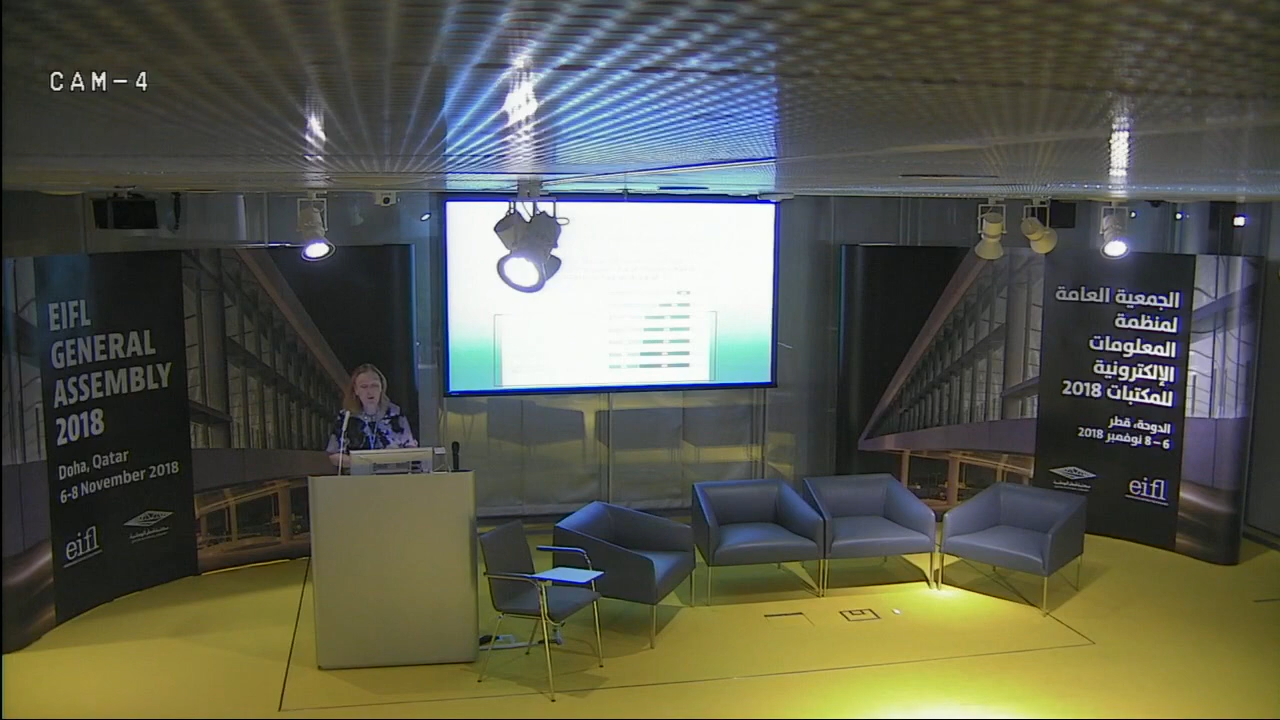 CAM-4
EIFL
GENERAL
ASSEMBLY
2018
Doha, Qatar
6-8 November 2018
eifl
الجمعية العامة
لمنظمة
المعلومات
الإلكترونية
للمكتبات 2018
الدوحة، قطر
6 – 8 نوفمبر 2018
eifl